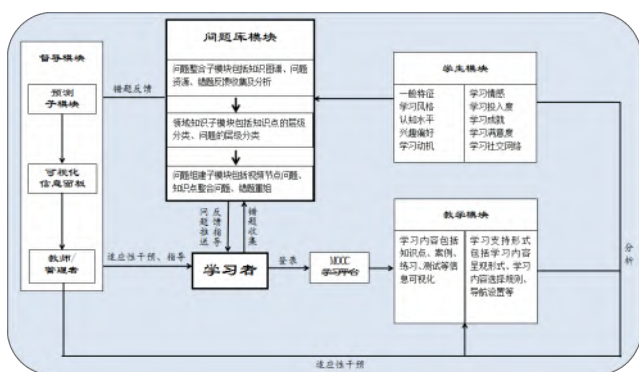 督导模块
预测
子模块
可视化
信息面板
教师/
管理者
错题反馈
问题库模块
问题整合子模块包括知识图谱、问题
资源、错题反馈收集及分析
领域知识子模块包括知识点的层级
分类、问题的层级分类
问题组建子模块包括视频节点问题、
知识点整合问题、错题重组
问题推送
反馈指导
错题收集
适应性干预、指导
学习者
登录
MOOC
学习平台
学生模块
一般特征
学习风格
认知水平
兴趣偏好
学习动机
学习情感
学习投入度
学习成就
学习满意度
学习社交网络
教学模块
学习内容包括
知识点、案例、
练习、测试等信
息可视化
学习支持形式
包括学习内容
呈现形式、学习
内容选择规则、
导航设置等
分析
适应性干预